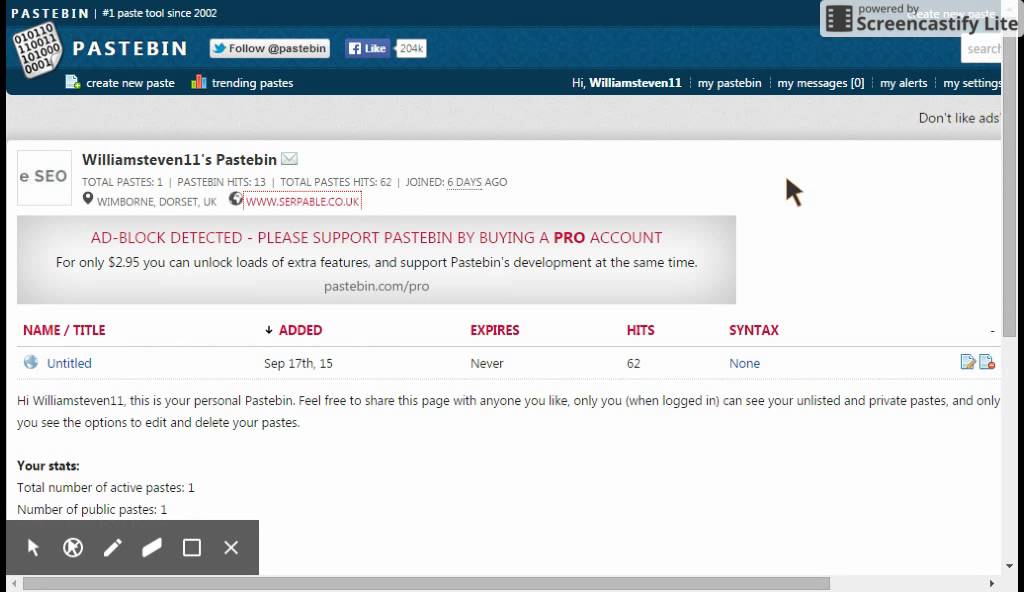 PASTEBIN | #1 paste tool since 2002
create new paste
powered by
Screencastify Lite
PASTEBIN
Follow @pastebin
Like
204k
search
create new paste
trending pastes
Hi, Williamsteven11
my pastebin
my messages [0]
my alerts
my settings
Don't like ads
e SEO
Williamsteven11's Pastebin
TOTAL PASTES: 1 | PASTEBIN HITS: 13 | TOTAL PASTES HITS: 62 | JOINED: 6 DAYS AGO
WIMBORNE, DORSET, UK WWW.SERPABLE.CO.UK
AD-BLOCK DETECTED - PLEASE SUPPORT PASTEBIN BY BUYING A PRO ACCOUNT
For only $2.95 you can unlock loads of extra features, and support Pastebin's development at the same time.
pastebin.com/pro
NAME / TITLE ADDED EXPIRES HITS SYNTAX -
Untitled Sep 17th, 15 Never 62 None
Hi Williamsteven11, this is your personal Pastebin. Feel free to share this page with anyone you like, only you (when logged in) can see your unlisted and private pastes, and only
you see the options to edit and delete your pastes.
Your stats:
Total number of active pastes: 1
Number of public pastes: 1